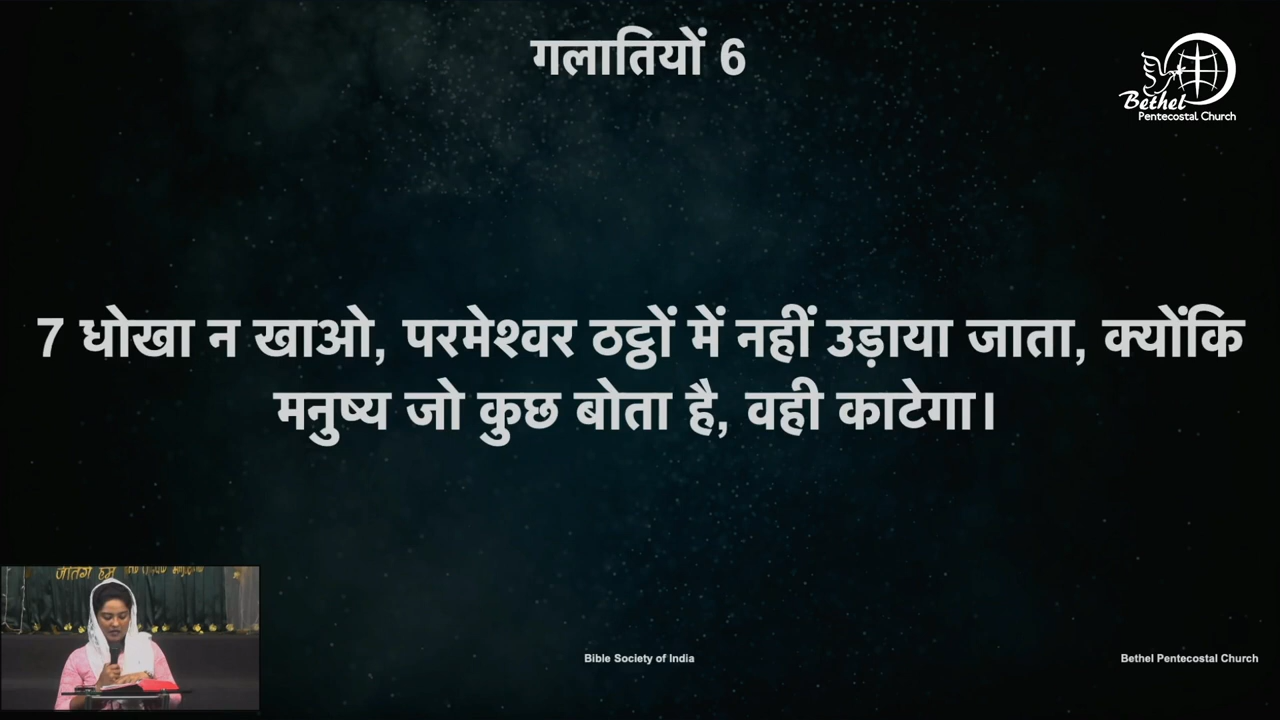 गलातियों 6
Bethel
Pentecostal Church
7 धोखा न खाओ, परमेश्वर ठट्ठों में नहीं उड़ाया जाता, क्योंकि
मनुष्य जो कुछ बोता है, वही काटेगा।
हम
Bible Society of India
Bethel Pentecostal Church